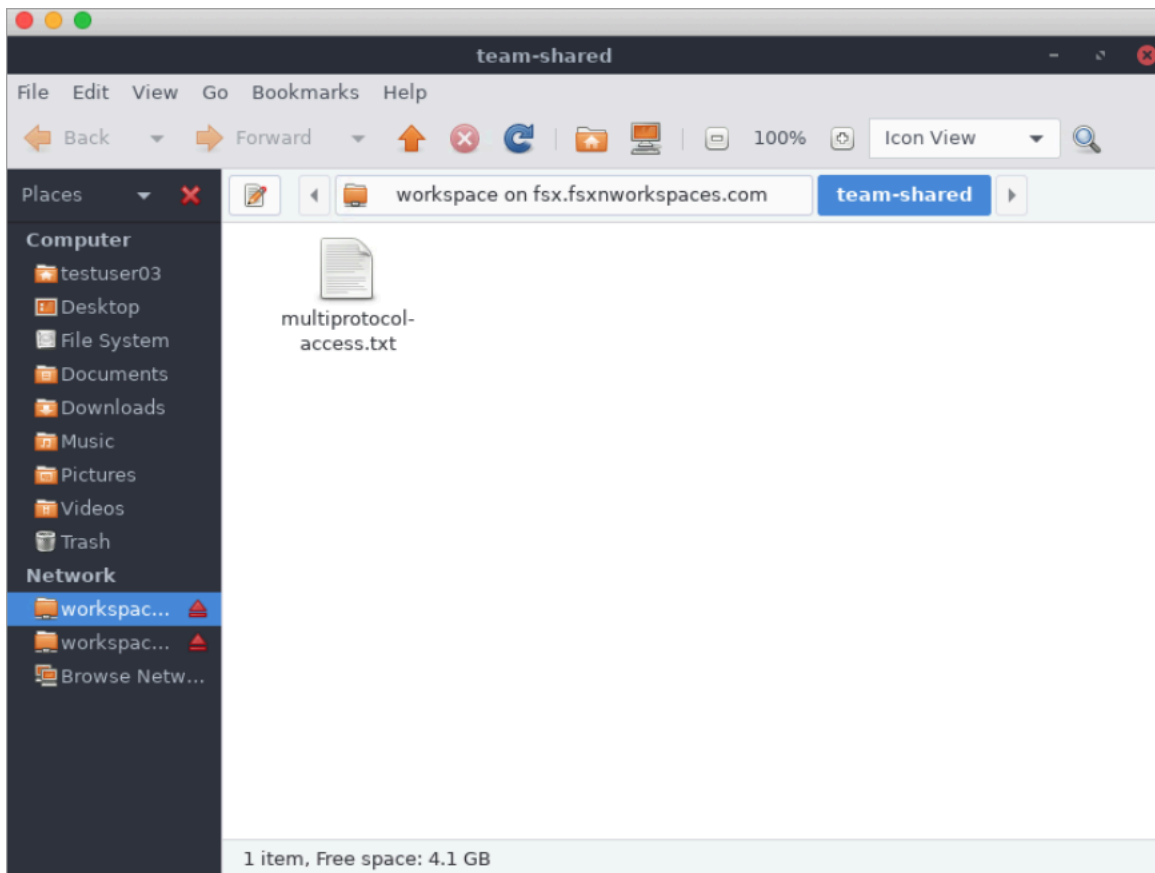 team-shared
File Edit View Go Bookmarks Help
Back Forward 100% Icon View
Places
workspace on fsx.fsxnworkspaces.com team-shared
Computer
testuser03
Desktop
File System
Documents
Downloads
Music
Pictures
Videos
Trash
Network
workspac...
workspac...
Browse Netw...
multiprotocol-
access.txt
1 item, Free space: 4.1 GB